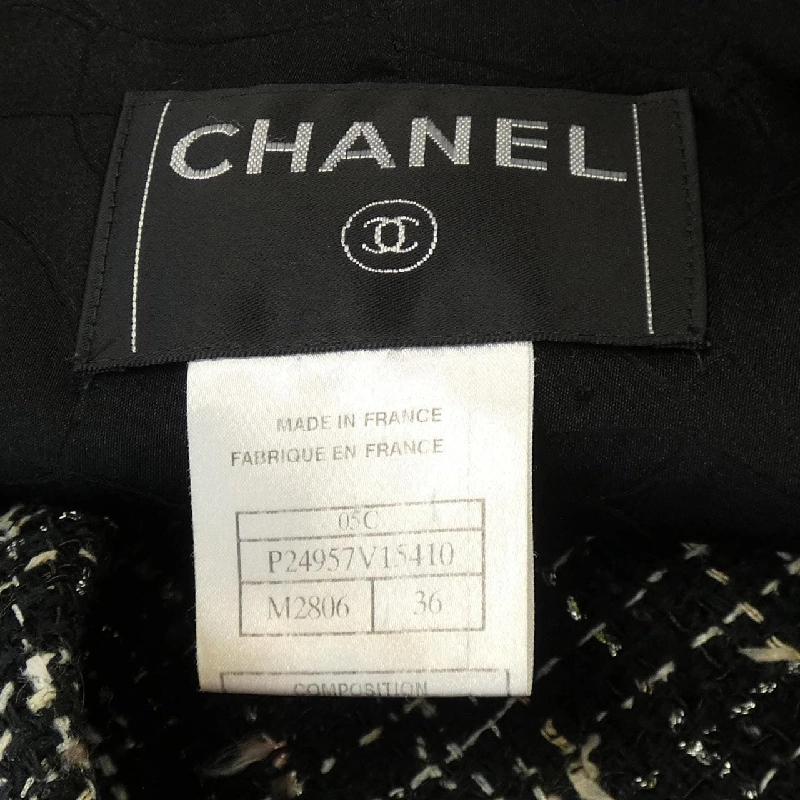 CHANEL
MADE IN FRANCE
FABRIQUE EN FRANCE
05C
P24957V15410
M2806 36
COMPOSITION